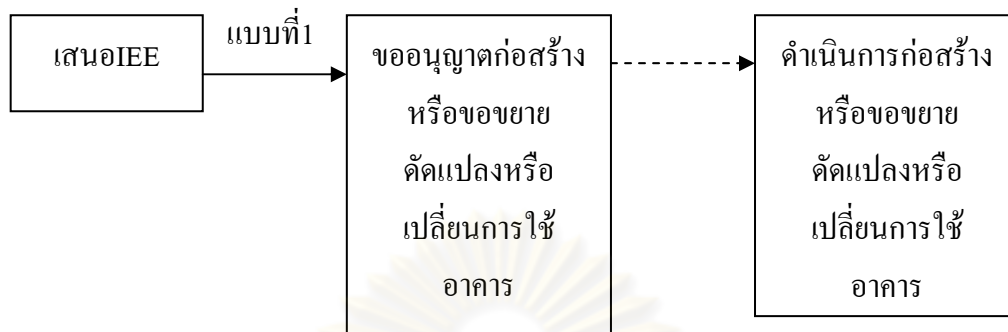 เสนอIEE
แบบที่1
ขออนุญาตก่อสร้าง
หรือขอขยาย
ดัดแปลงหรือ
เปลี่ยนการใช้
อาคาร
ดำเนินการก่อสร้าง
หรือขอขยาย
ดัดแปลงหรือ
เปลี่ยนการใช้
อาคาร